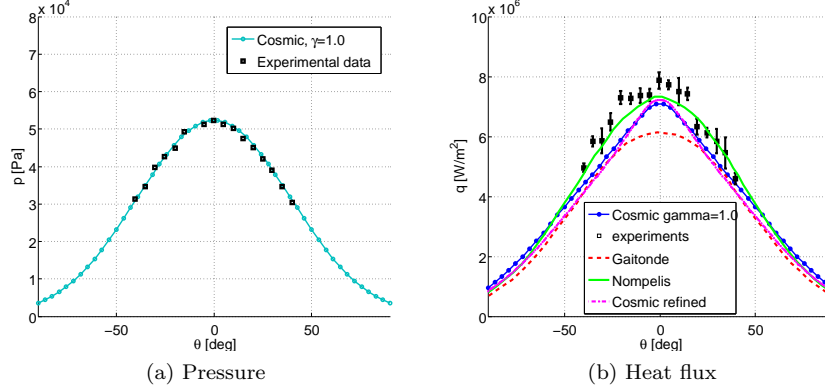 x 10^4
8
7
6
5
4
3
2
1
0
p [Pa]
Cosmic, γ=1.0
Experimental data
−50 0 50
θ [deg]
(a) Pressure
x 10^6
10
8
6
4
2
0
q [W/m²]
Cosmic gamma=1.0
experiments
Gaitonde
Nompelis
Cosmic refined
−50 0 50
θ [deg]
(b) Heat flux